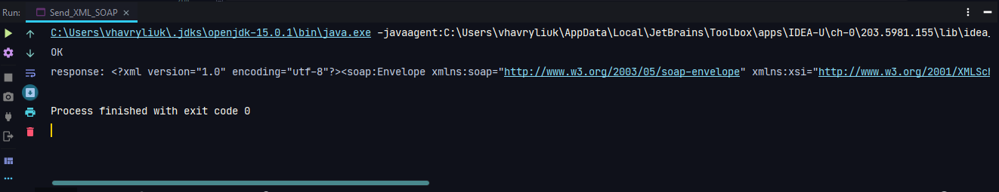 Run: Send_XML_SOAP
C:\Users\vhavryliuk\.jdks\openjdk-15.0.1\bin\java.exe -javaagent:C:\Users\vhavryliuk\AppData\Local\JetBrains\Toolbox\apps\IDEA-U\ch-0\203.5981.155\lib\idea_
OK
response: <?xml version="1.0" encoding="utf-8"?><soap:Envelope xmlns:soap="http://www.w3.org/2003/05/soap-envelope" xmlns:xsi="http://www.w3.org/2001/XMLSch
Process finished with exit code 0